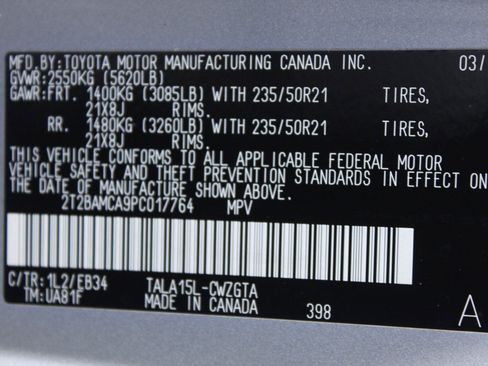 MFD.BY:TOYOTA MOTOR MANUFACTURING CANADA INC. 03/
GVWR:2550KG (5620LB)
GAWR:FRT. 1400KG (3085LB) WITH 235/50R21 TIRES,
21X8J RIMS.
RR. 1480KG (3260LB) WITH 235/50R21 TIRES,
21X8J RIMS.
THIS VEHICLE CONFORMS TO ALL APPLICABLE FEDERAL MOTOR
VEHICLE SAFETY AND THEFT PREVENTION STANDARDS IN EFFECT ON
THE DATE OF MANUFACTURE SHOWN ABOVE.
2T2BAMCA9PC017764 MPV
C/TR:1L2/EB34 TALA15L-CWZGTA
TM:UA81F MADE IN CANADA 398 A